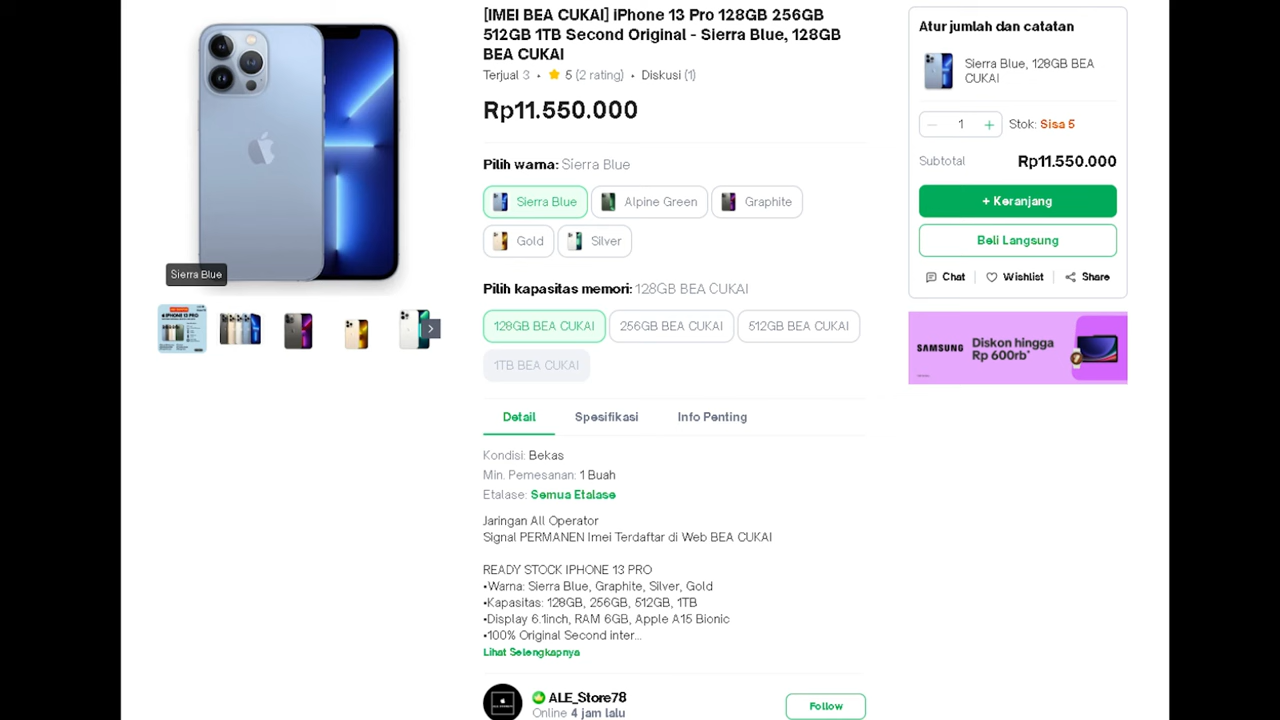 [IMEI BEA CUKAI] iPhone 13 Pro 128GB 256GB
512GB 1TB Second Original - Sierra Blue, 128GB
BEA CUKAI
Terjual 3 • 5 (2 rating) • Diskusi (1)
Rp11.550.000
Pilih warna: Sierra Blue
Sierra Blue
Alpine Green
Graphite
Gold
Silver
Sierra Blue
Pilih kapasitas memori: 128GB BEA CUKAI
128GB BEA CUKAI
256GB BEA CUKAI
512GB BEA CUKAI
1TB BEA CUKAI
Detail
Spesifikasi
Info Penting
Kondisi: Bekas
Min. Pemesanan: 1 Buah
Etalase: Semua Etalase
Jaringan All Operator
Signal PERMANEN Imei Terdaftar di Web BEA CUKAI
READY STOCK IPHONE 13 PRO
•Warna: Sierra Blue, Graphite, Silver, Gold
•Kapasitas: 128GB, 256GB, 512GB, 1TB
•Display 6.1inch, RAM 6GB, Apple A15 Bionic
•100% Original Second inter...
Lihat Selengkapnya
ALE_Store78
Online 4 jam lalu
Follow
Atur jumlah dan catatan
Sierra Blue, 128GB BEA
CUKAI
1
Stok: Sisa 5
Subtotal
Rp11.550.000
+ Keranjang
Beli Langsung
Chat
Wishlist
Share
SAMSUNG
Diskon hingga
Rp 600rb*